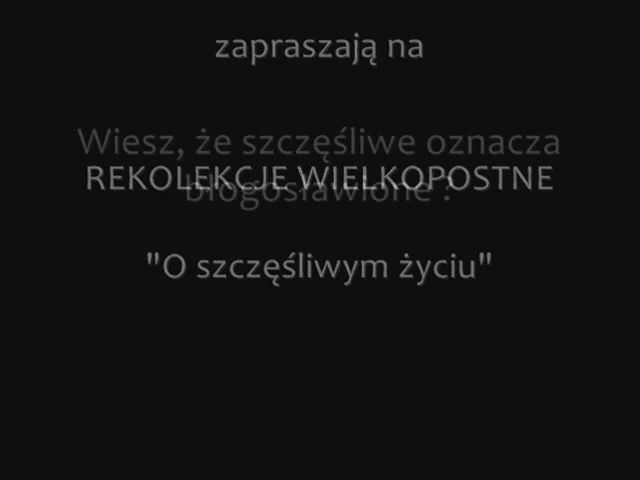 zapraszają na
Wiesz, że szczęśliwe oznacza
REKOLEKCJE WIELKOPOSTNE
błogosławione ?
"O szczęśliwym życiu"